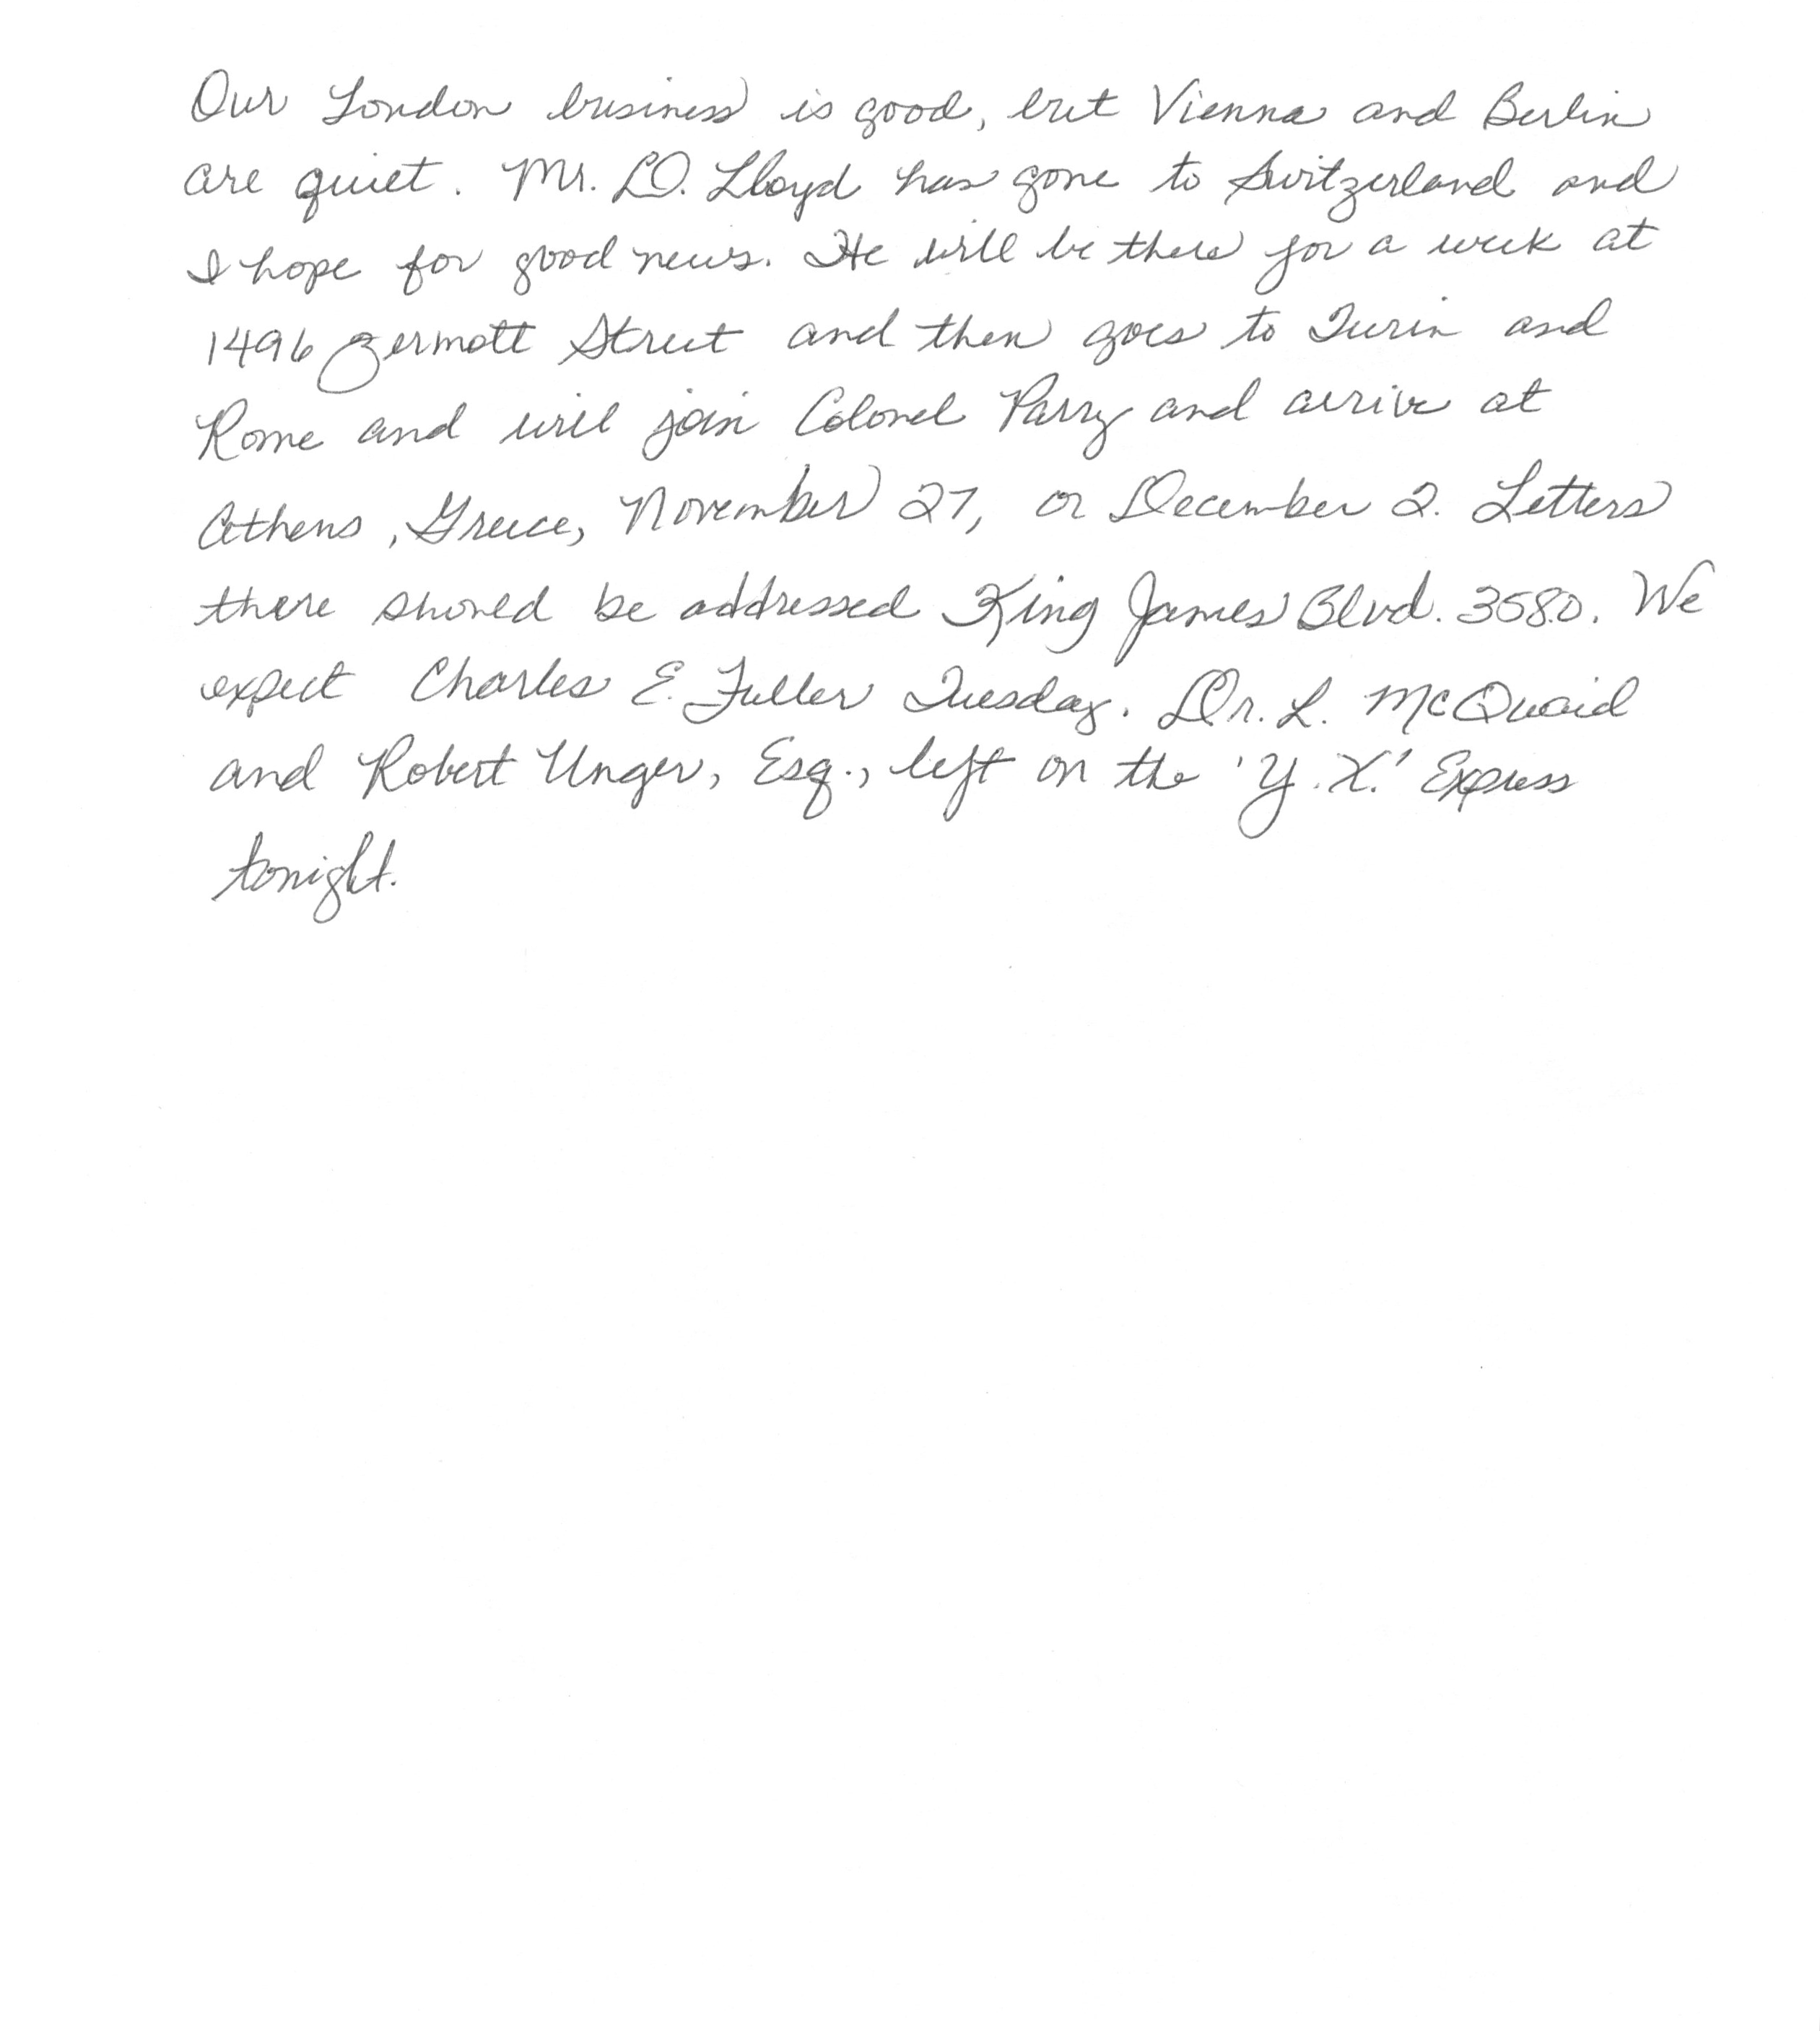 Our London business is good, but Vienna and Berlin
are quiet. Mr. D. Lloyd has gone to Switzerland and
I hope for good news. He will be there for a week at
1496 Zermott Street and then goes to Turin and
Rome and will join Colonel Parry and arrive at
Athens, Greece, November 27, or December 2. Letters
there should be addressed King James Blvd. 3580. We
expect Charles E. Fuller Tuesday. Dr. L. McQuaid
and Robert Unger, Esq., left on the 'Y.X.' Express
tonight.